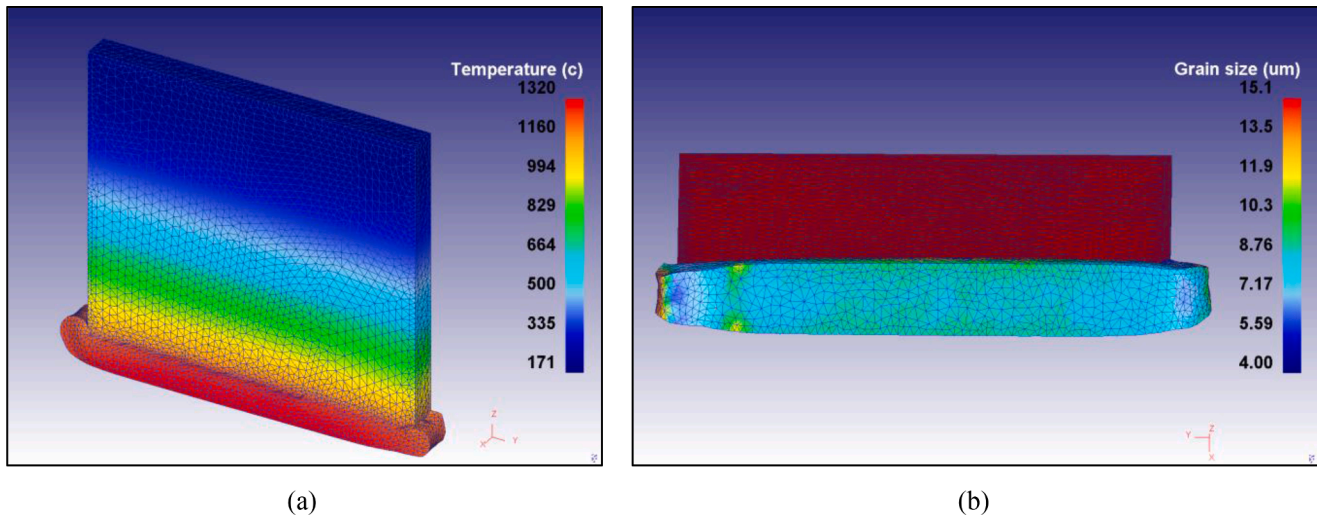 Temperature (c)
1320
1160
994
829
664
500
335
171
Z
X
Y
(a)
Grain size (um)
15.1
13.5
11.9
10.3
8.76
7.17
5.59
4.00
Y
Z
X
(b)